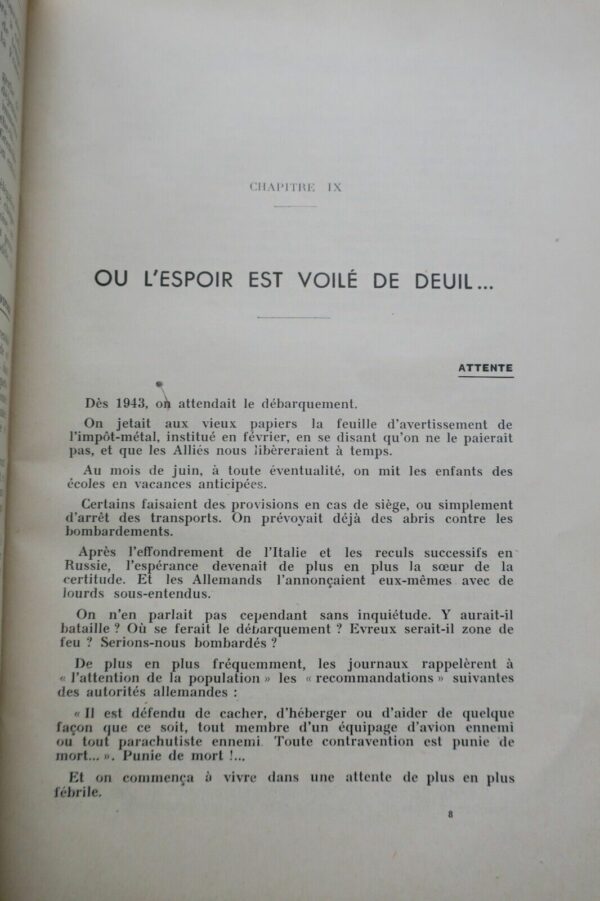 CHAPITRE IX
OU L'ESPOIR EST VOILÉ DE DEUIL...
ATTENTE
Dès 1943, on attendait le débarquement.
On jetait aux vieux papiers la feuille d'avertissement de
l'impôt-métal, institué en février, en se disant qu'on ne le paierait
pas, et que les Alliés nous libèreraient à temps.
Au mois de juin, à toute éventualité, on mit les enfants des
écoles en vacances anticipées.
Certains faisaient des provisions en cas de siège, ou simplement
d'arrêt des transports. On prévoyait déjà des abris contre les
bombardements.
Après l'effondrement de l'Italie et les reculs successifs en
Russie, l'espérance devenait de plus en plus la sœur de la
certitude. Et les Allemands l'annonçaient eux-mêmes avec de
lourds sous-entendus.
On n'en parlait pas cependant sans inquiétude. Y aurait-il
bataille ? Où se ferait le débarquement ? Evreux serait-il zone de
feu ? Serions-nous bombardés ?
De plus en plus fréquemment, les journaux rappelèrent à
« l'attention de la population » les « recommandations » suivantes
des autorités allemandes :
« Il est défendu de cacher, d'héberger ou d'aider de quelque
façon que ce soit, tout membre d'un équipage d'avion ennemi
ou tout parachutiste ennemi. Toute contravention est punie de
mort... ». Punie de mort !...
Et on commença à vivre dans une attente de plus en plus
fébrile.
8